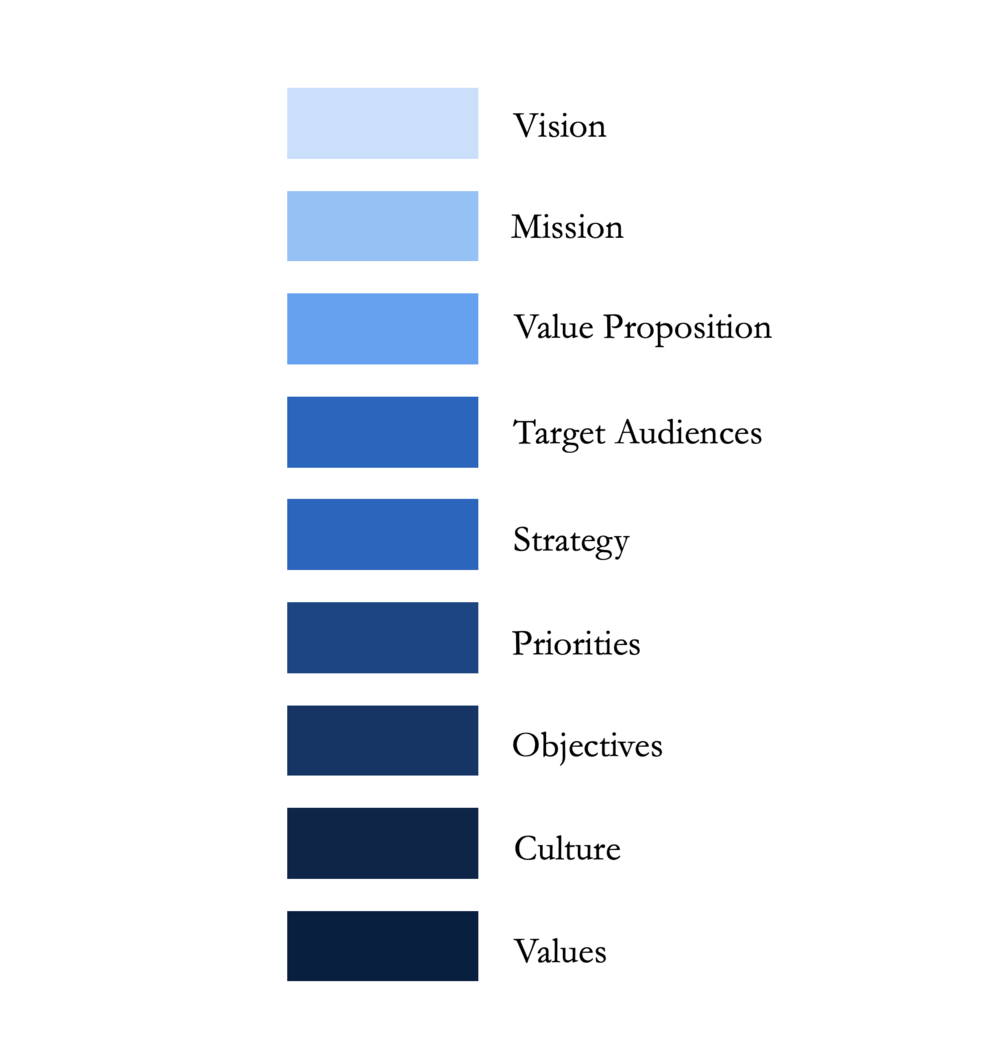 Vision
Mission
Value Proposition
Target Audiences
Strategy
Priorities
Objectives
Culture
Values